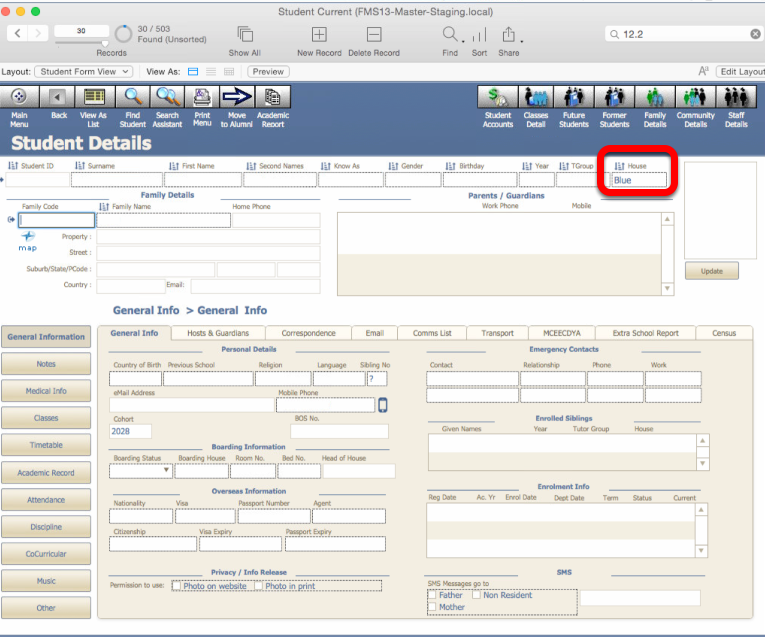 Student Current (FMS13-Master-Staging.local)
30
30 / 503
Found (Unsorted)
Records
Show All
New Record
Delete Record
Find
Sort
Share
12.2
Layout:
Student Form View
View As:
Preview
Aª
Edit Layout
Main
Menu
Back
View As
List
Find
Student
Search
Assistant
Print
Menu
Move
to Alumni
Academic
Report
Student
Accounts
Classes
Detail
Future
Students
Former
Students
Family
Details
Community
Details
Staff
Details
Student Details
Student ID
Surname
First Name
Second Names
Know As
Gender
Birthday
Year
TGroup
House
Blue
Family Details
Family Code
Family Name
Home Phone
map
Property :
Street :
Suburb/State/PCode :
Country :
Email:
Parents / Guardians
Work Phone
Mobile
Update
General Info > General Info
General Information
Notes
Medical Info
Classes
Timetable
Academic Record
Attendance
Discipline
CoCurricular
Music
Other
General Info
Hosts & Guardians
Correspondence
Email
Comms List
Transport
MCEECDYA
Extra School Report
Census
Personal Details
Country of Birth
Previous School
Religion
Language
Sibling No
?
eMail Address
Mobile Phone
Cohort
2028
BOS No.
Boarding Information
Boarding Status
Boarding House
Room No.
Bed No.
Head of House
Overseas Information
Nationality
Visa
Passport Number
Agent
Citizenship
Visa Expiry
Passport Expiry
Privacy / Info Release
Permission to use:
Photo on website
Photo in print
Emergency Contacts
Contact
Relationship
Phone
Work
Enrolled Siblings
Given Names
Year
Tutor Group
House
Enrolment Info
Reg Date
Ac. Yr
Enrol Date
Dept Date
Term
Status
Current
SMS
SMS Messages go to
Father
Non Resident
Mother